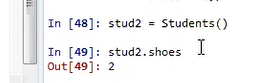 In [48]: stud2 = Students()
In [49]: stud2.shoes
Out[49]: 2